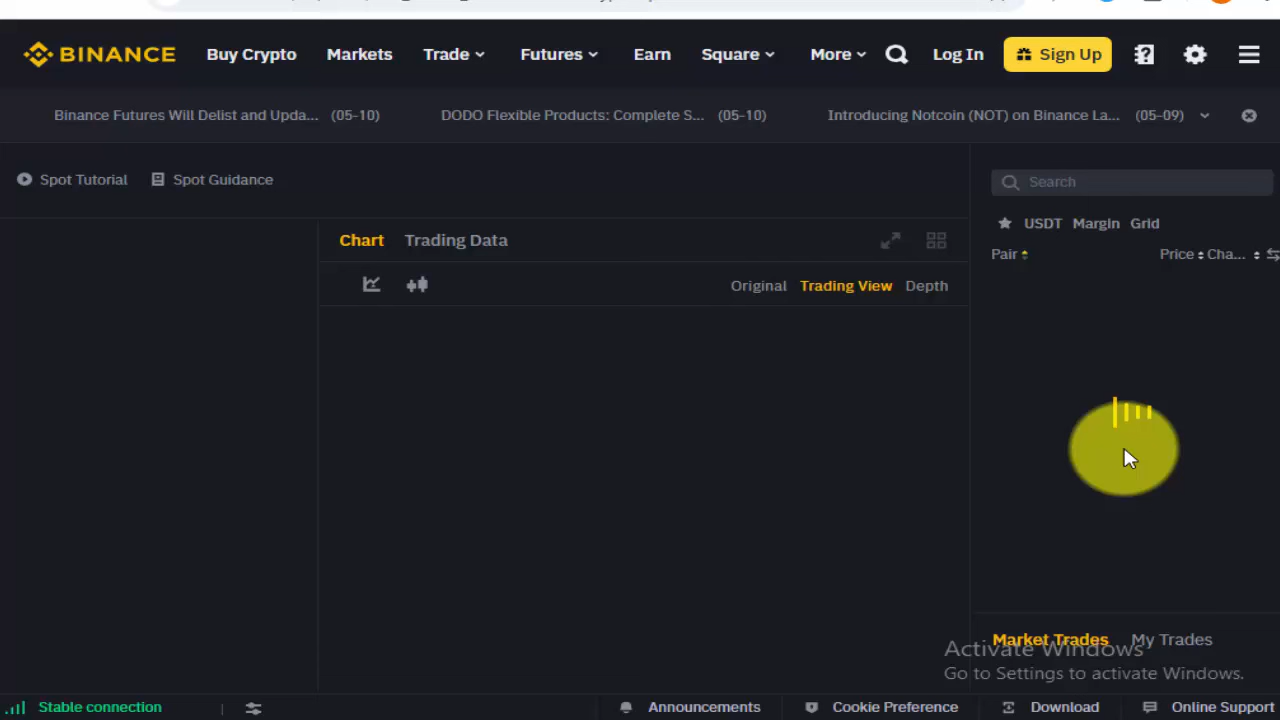 BINANCE
Buy Crypto
Markets
Trade
Futures
Earn
Square
More
Log In
Sign Up
Binance Futures Will Delist and Upda... (05-10)
DODO Flexible Products: Complete S... (05-10)
Introducing Notcoin (NOT) on Binance La... (05-09)
Spot Tutorial
Spot Guidance
Search
USDT
Margin
Grid
Chart
Trading Data
Pair
Price
Cha...
Original
Trading View
Depth
Market Trades
My Trades
Activate Windows
Go to Settings to activate Windows.
Stable connection
Announcements
Cookie Preference
Download
Online Support